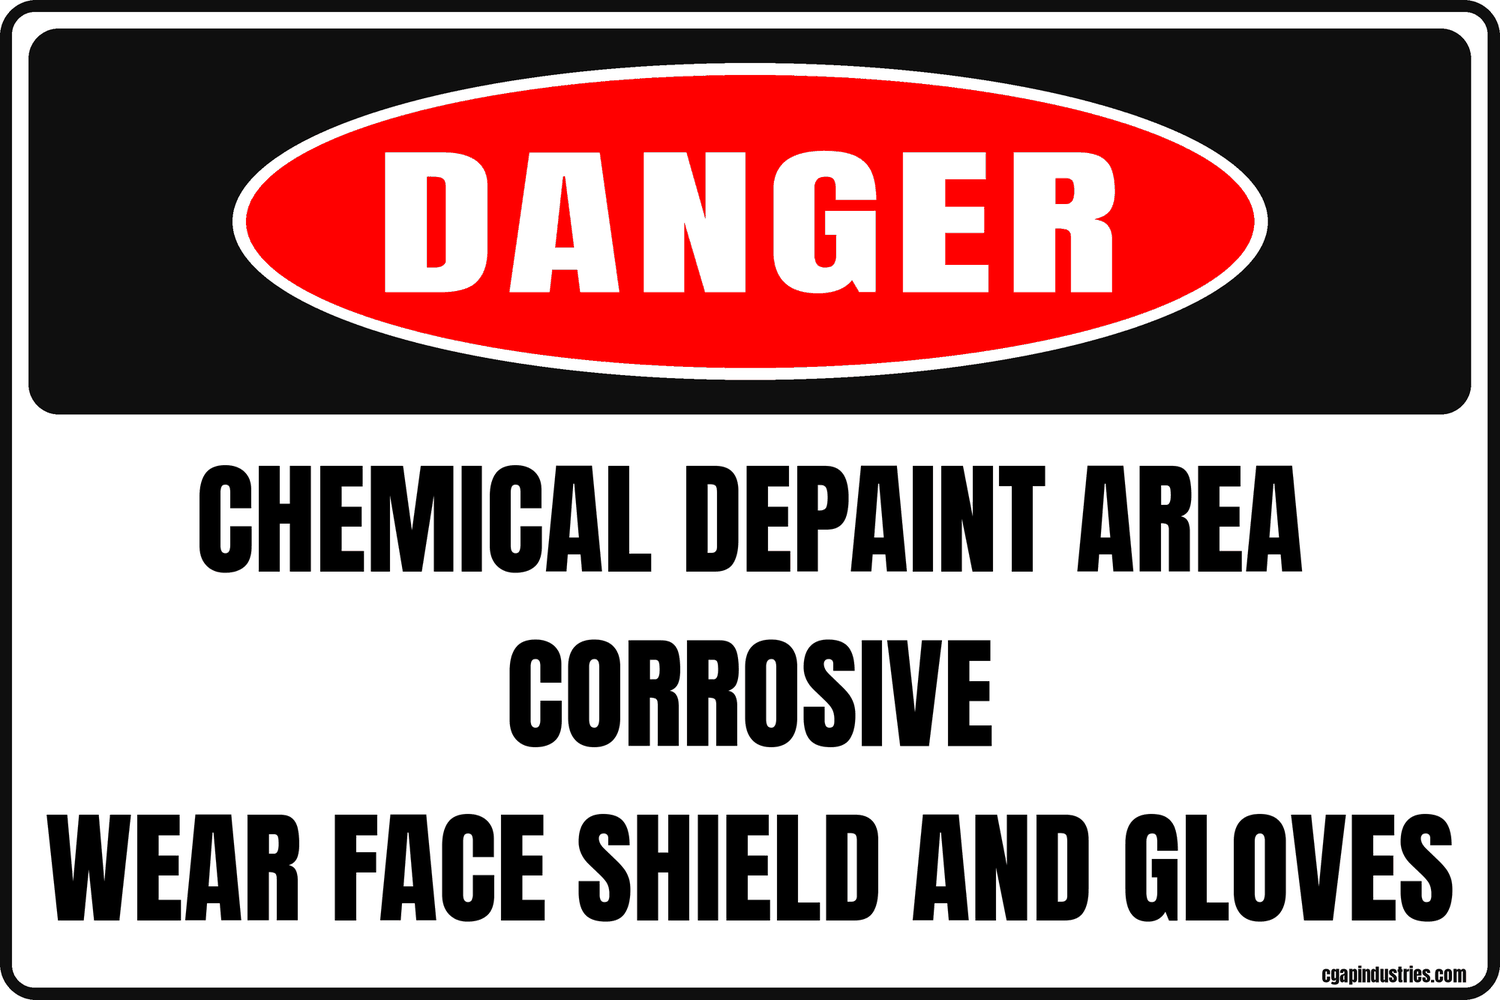 DANGER
CHEMICAL DEPAINT AREA
CORROSIVE
WEAR FACE SHIELD AND GLOVES
cgapindustries.com